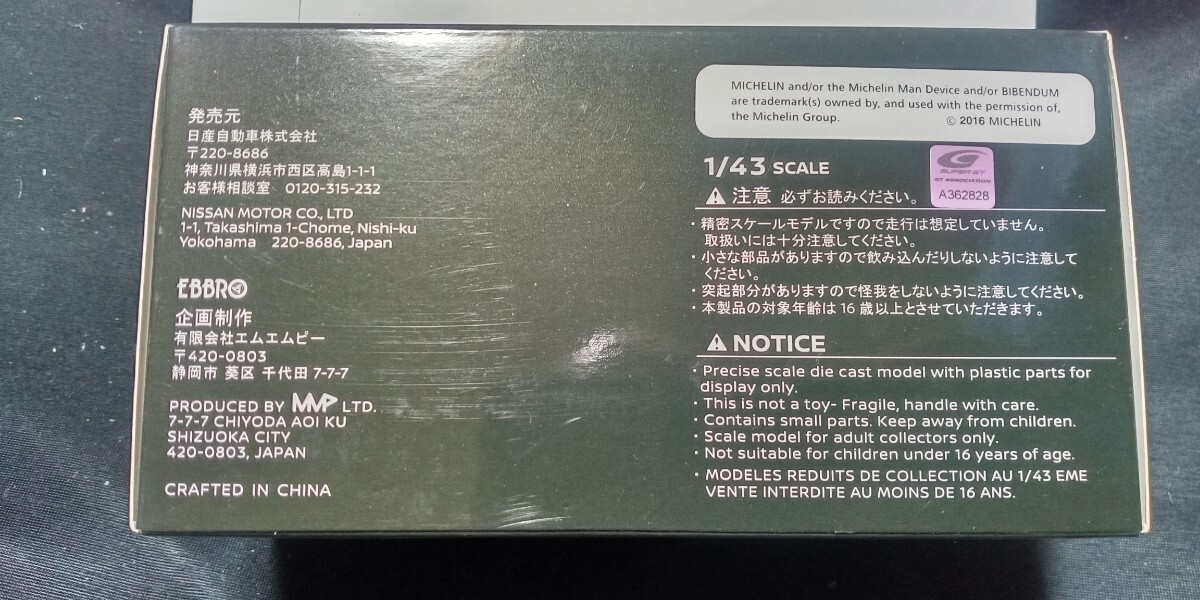 発売元
日産自動車株式会社
〒220-8686
神奈川県横浜市西区高島1-1-1
お客様相談室 0120-315-232
NISSAN MOTOR CO., LTD
1-1, Takashima 1-Chome, Nishi-ku
Yokohama 220-8686, Japan
EBBRO
企画制作
有限会社エムエムピー
〒420-0803
静岡市 葵区 千代田 7-7-7
PRODUCED BY MMP LTD.
7-7-7 CHIYODA AOI KU
SHIZUOKA CITY
420-0803, JAPAN
CRAFTED IN CHINA
MICHELIN and/or the Michelin Man Device and/or BIBENDUM
are trademark(s) owned by, and used with the permission of,
the Michelin Group. © 2016 MICHELIN
1/43 SCALE
SUPER GT
GT-ASSOCIATION
A362828
注意 必ずお読みください。
・精密スケールモデルですので走行は想定していません。
取扱いには十分注意してください。
・小さな部品がありますので飲み込んだりしないように注意して
ください。
・突起部分がありますので怪我をしないように注意してください。
・本製品の対象年齢は16歳以上とさせていただきます。
NOTICE
・Precise scale die cast model with plastic parts for
display only.
・This is not a toy- Fragile, handle with care.
・Contains small parts. Keep away from children.
・Scale model for adult collectors only.
・Not suitable for children under 16 years of age.
・MODELES REDUITS DE COLLECTION AU 1/43 EME
VENTE INTERDITE AU MOINS DE 16 ANS.